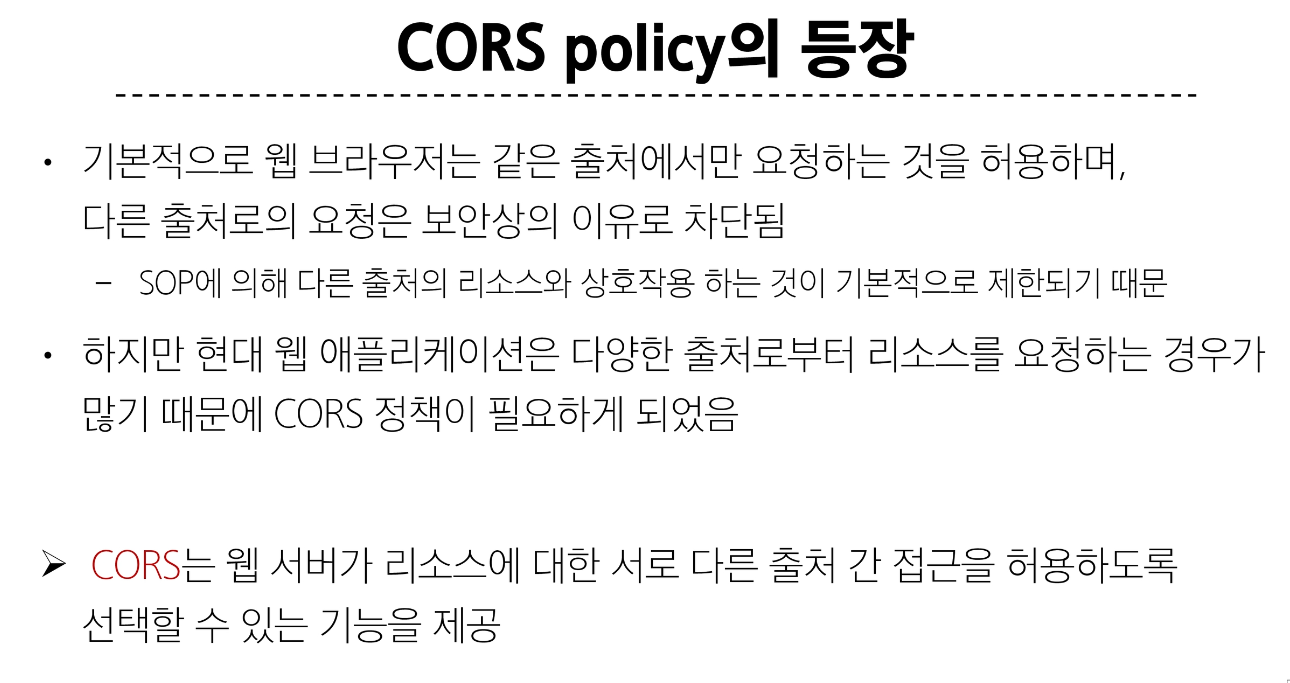 CORS policy의 등장
• 기본적으로 웹 브라우저는 같은 출처에서만 요청하는 것을 허용하며,
다른 출처로의 요청은 보안상의 이유로 차단됨
– SOP에 의해 다른 출처의 리소스와 상호작용 하는 것이 기본적으로 제한되기 때문
• 하지만 현대 웹 애플리케이션은 다양한 출처로부터 리소스를 요청하는 경우가
많기 때문에 CORS 정책이 필요하게 되었음
➢ CORS는 웹 서버가 리소스에 대한 서로 다른 출처 간 접근을 허용하도록
선택할 수 있는 기능을 제공